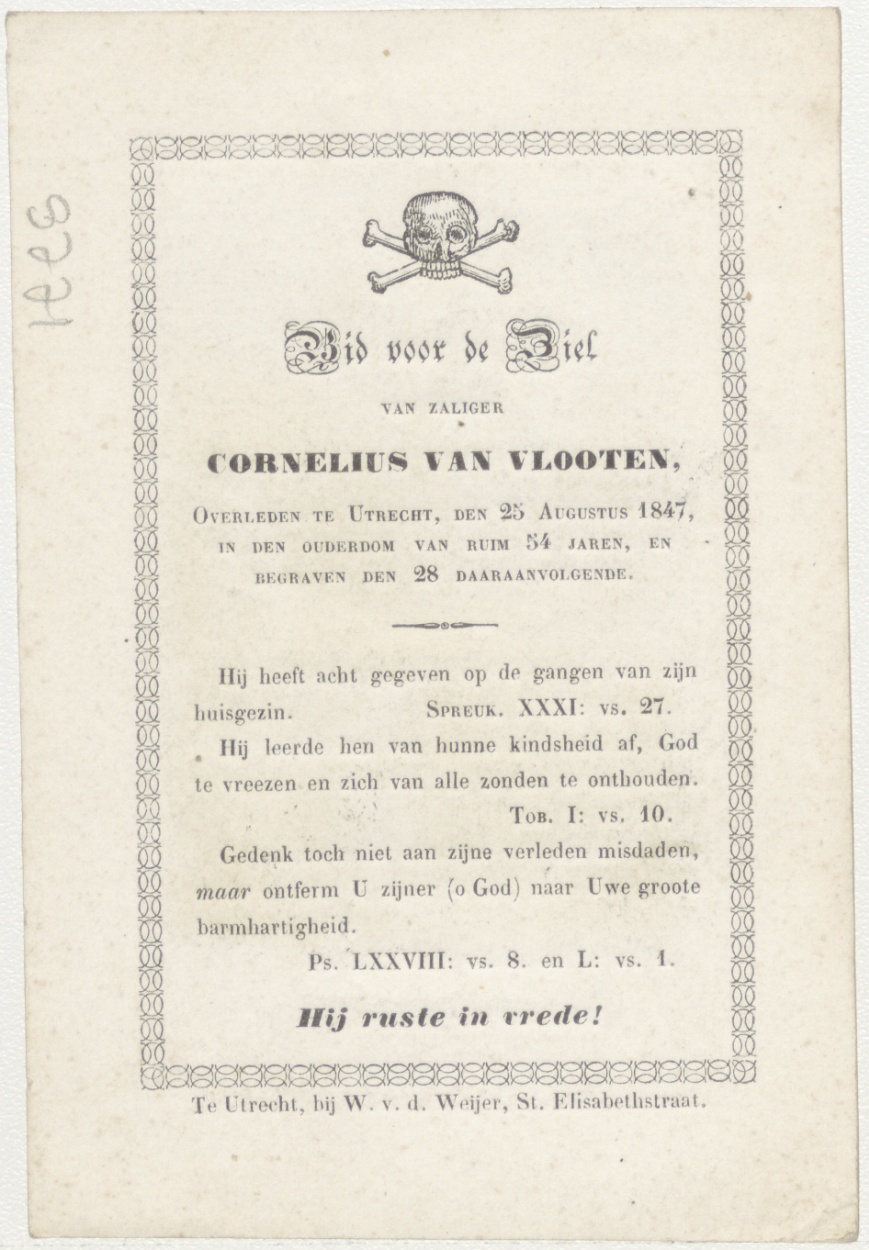 Bid voor de Ziel
VAN ZALIGER
CORNELIUS VAN VLOOTEN,
OVERLEDEN TE UTRECHT, DEN 25 AUGUSTUS 1847,
IN DEN OUDERDOM VAN RUIM 54 JAREN, EN
BEGRAVEN DEN 28 DAARAANVOLGENDE.
Hij heeft acht gegeven op de gangen van zijn
huisgezin. SPREUK. XXXI: vs. 27.
Hij leerde hen van hunne kindsheid af, God
te vreezen en zich van alle zonden te onthouden.
TOB. I: vs. 10.
Gedenk toch niet aan zijne verleden misdaden,
maar ontferm U zijner (o God) naar Uwe groote
barmhartigheid.
Ps. LXXVIII: vs. 8. en L: vs. 1.
Hij ruste in vrede!
Te Utrecht, bij W. v. d. Weijer, St. Elisabethstraat.